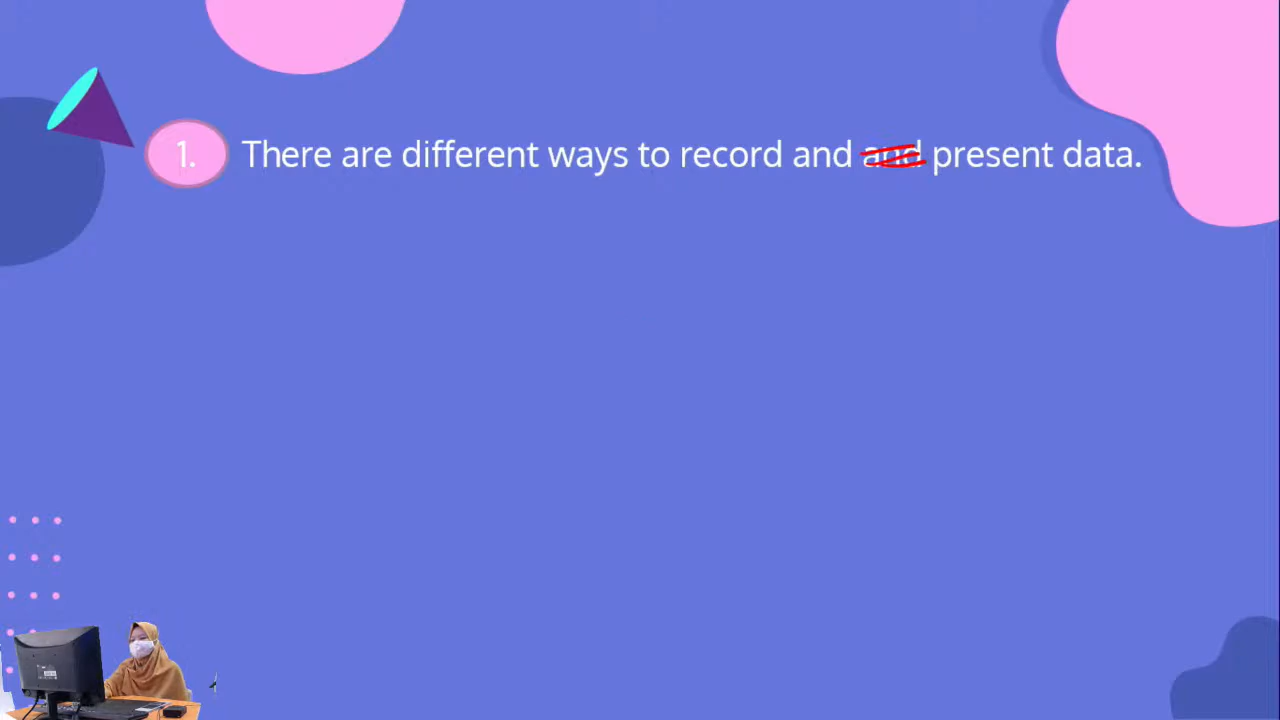 1. There are different ways to record and and present data.